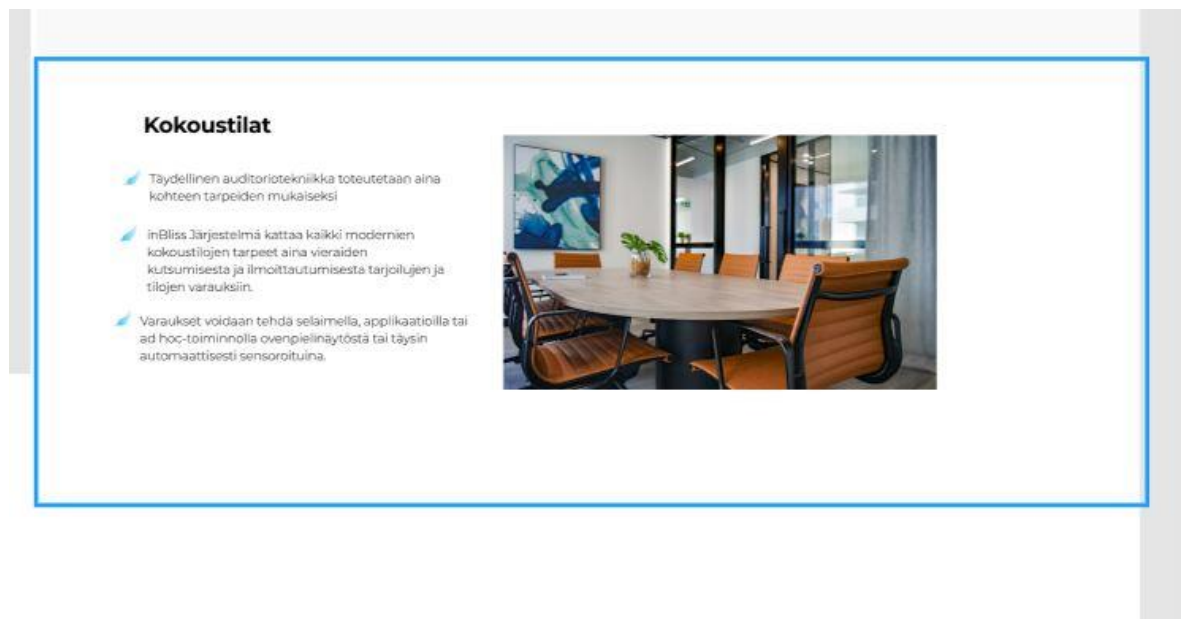 Kokoustilat
Täydellinen auditoriotekniikka toteutetaan aina
kohteen tarpeiden mukaiseksi
inBliss Järjestelmä kattaa kaikki modernien
kokoustilojen tarpeet aina vieraiden
kutsumisesta ja ilmoittautumisesta tarjoilujen ja
tilojen varauksiin.
Varaukset voidaan tehdä selaimella, applikaatioilla tai
ad hoc-toiminnolla ovenpielinäytöstä tai täysin
automaattisesti sensoroituina.